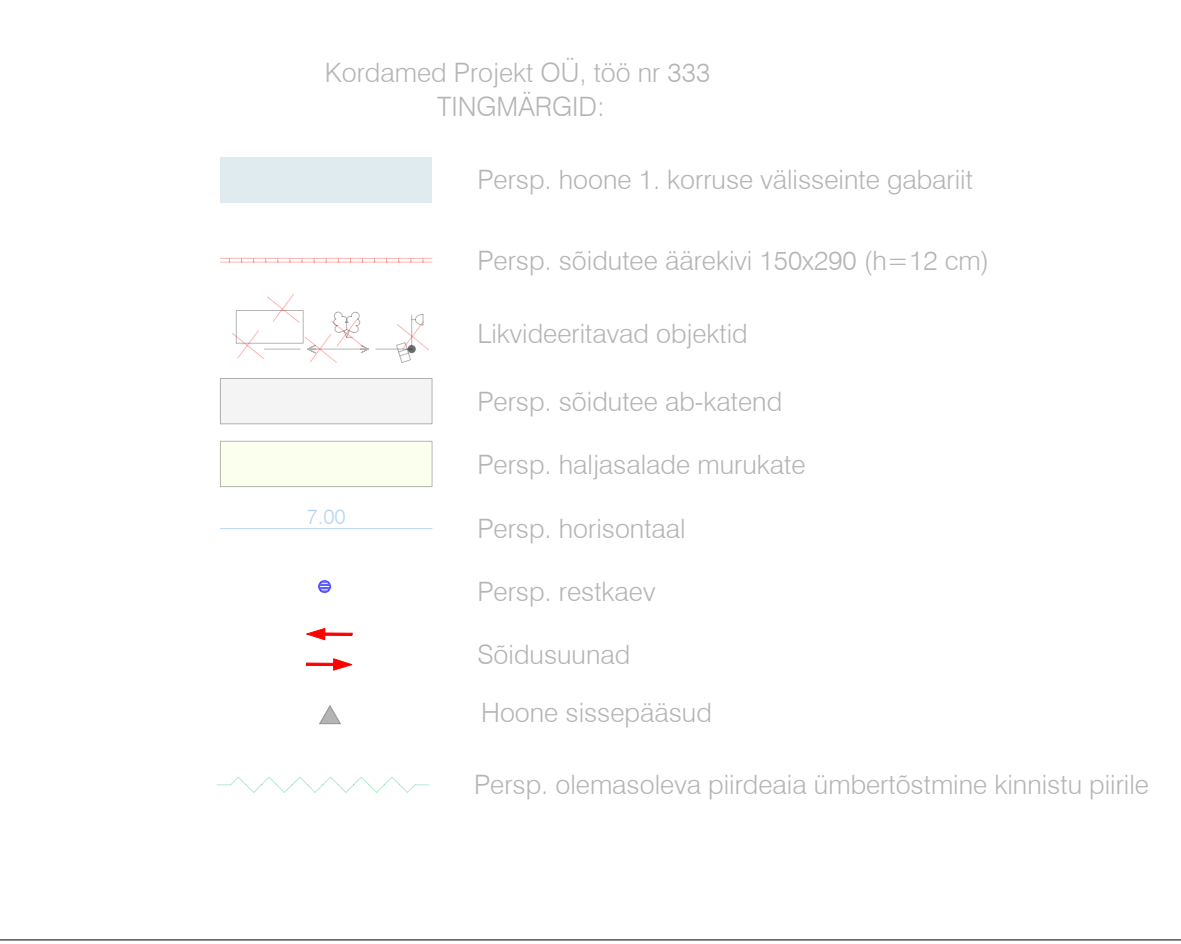 Kordamed Projekt OÜ, töö nr 333
TINGMÄRGID:
Persp. hoone 1. korruse välisseinte gabariit
Persp. sõidutee äärekivi 150x290 (h=12 cm)
Likvideeritavad objektid
Persp. sõidutee ab-katend
Persp. haljasalade murukate
7.00
Persp. horisontaal
Persp. restkaev
Sõidusuunad
Hoone sissepääsud
Persp. olemasoleva piirdeaia ümbertõstmine kinnistu piirile